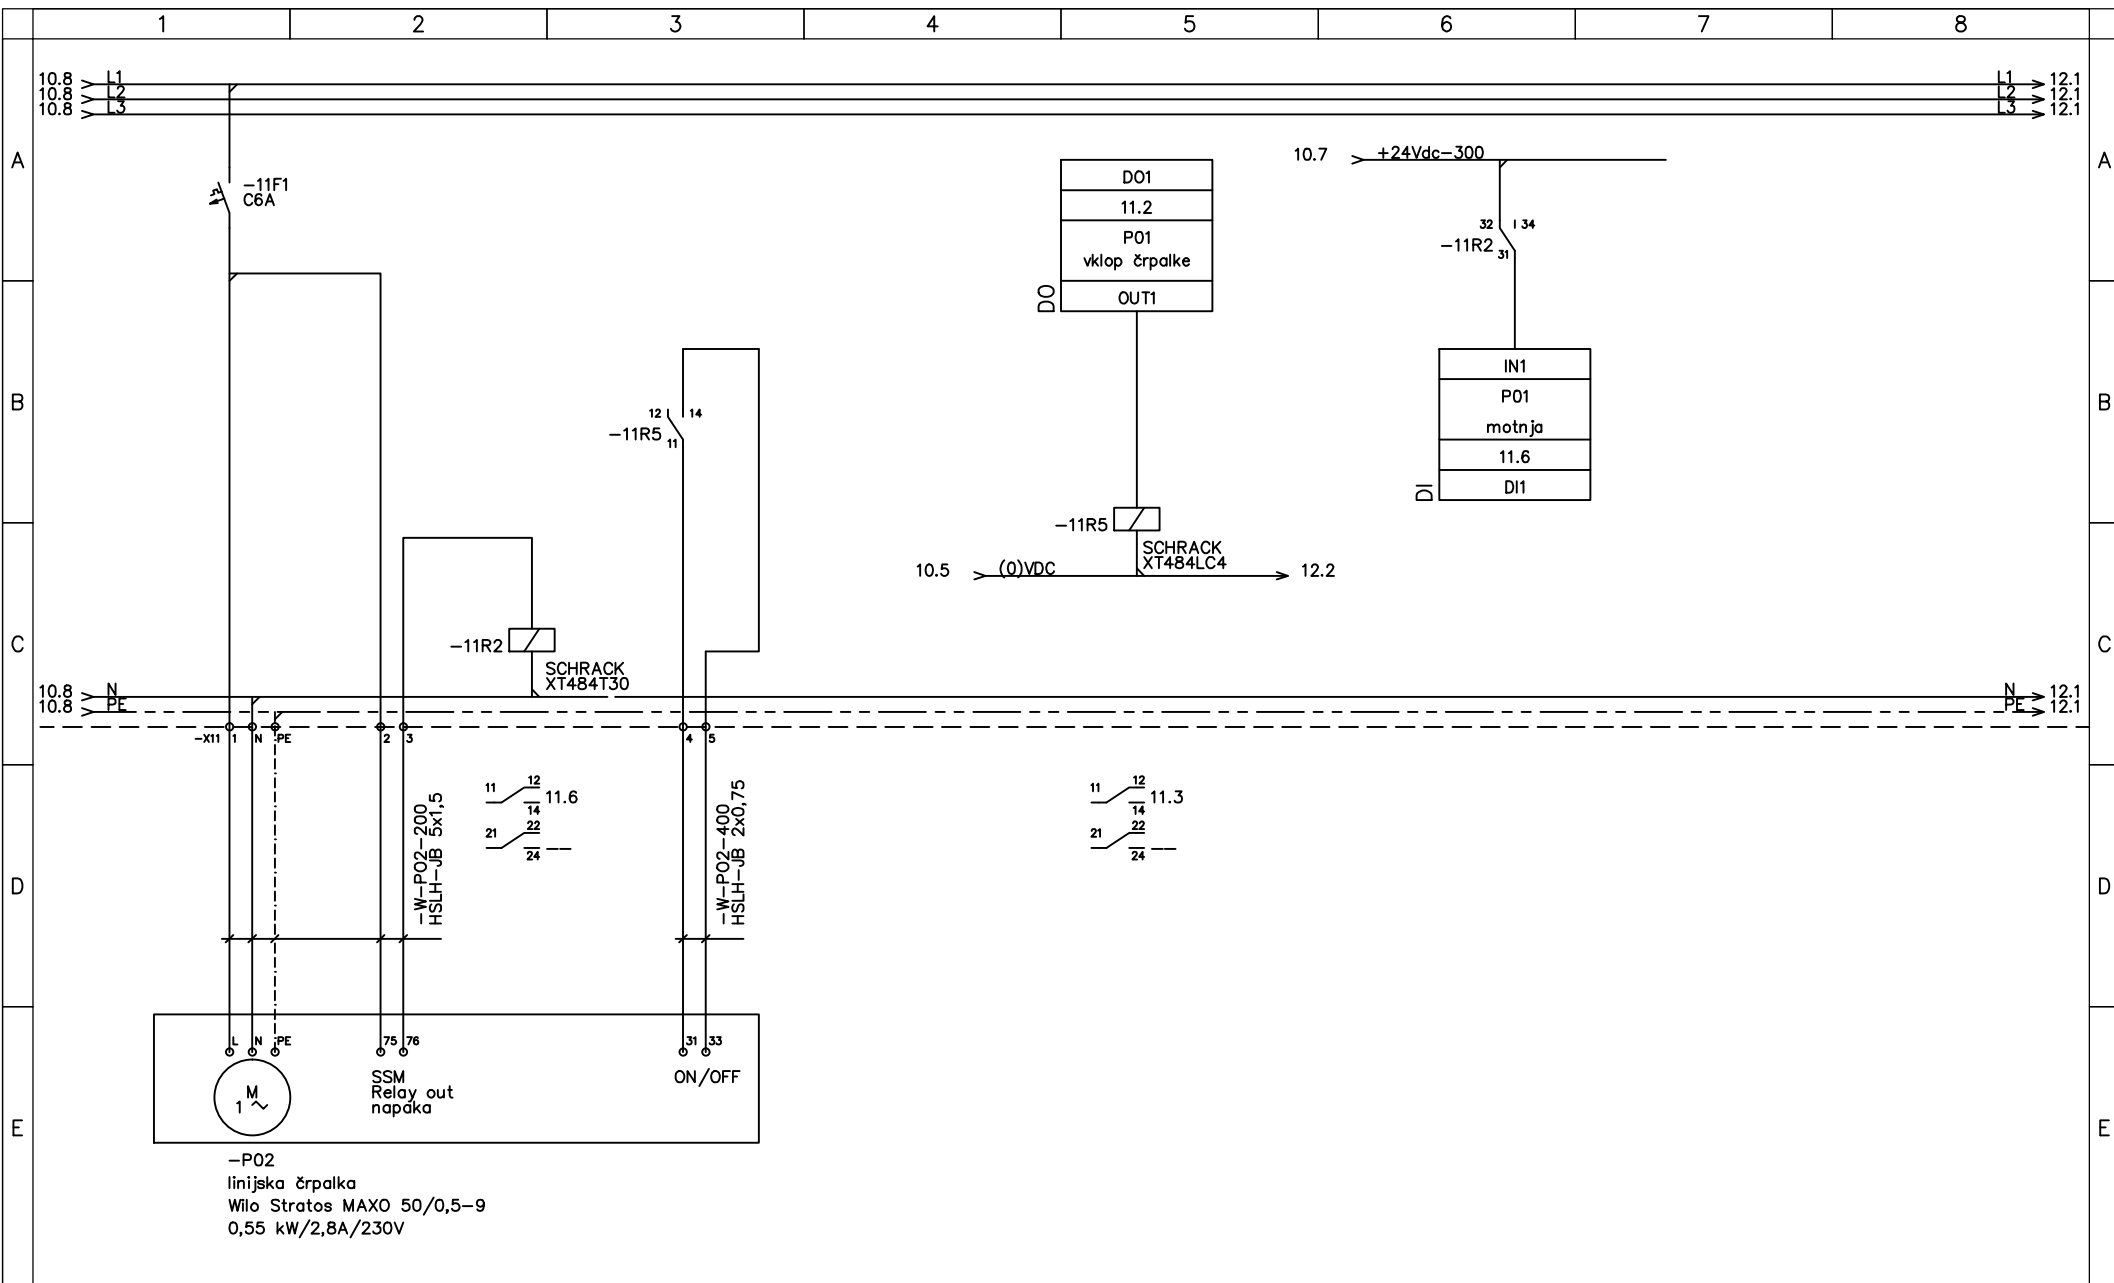 1 2 3 4 5 6 7 8
10.8 L1 L1 12.1
10.8 L2 L2 12.1
10.8 L3 L3 12.1
A A
-11F1
C6A
DO1
11.2
P01
vklop črpalke
OUT1
DO
10.7 +24Vdc-300
32 34
-11R2 31
B B
12 14
-11R5 11
IN1
P01
motnja
11.6
DI1
DI
-11R5
SCHRACK
XT484LC4
10.5 (0)VDC 12.2
C C
-11R2
SCHRACK
XT484T30
10.8 N N 12.1
10.8 PE PE 12.1
-X11 1 N PE 2 3 4 5
-W-P02-200
HSLH-JB 5x1,5
11 12 11.6
14
21 22
24 --
-W-P02-400
HSLH-JB 2x0,75
11 12 11.3
14
21 22
24 --
D D
L N PE 75 76 31 33
M
1 ~
SSM
Relay out
napaka
ON/OFF
E E
-P02
linijska črpalka
Wilo Stratos MAXO 50/0,5-9
0,55 kW/2,8A/230V